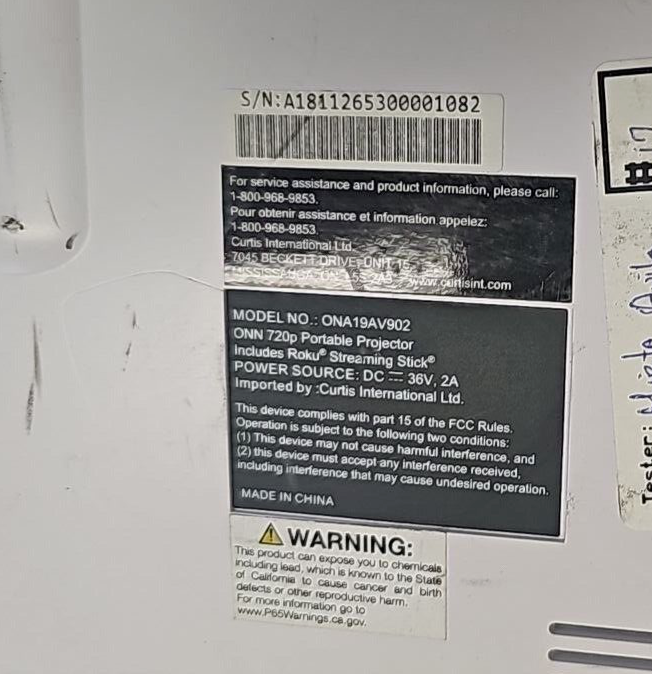 S/N:A1811265300001082
For service assistance and product information, please call:
1-800-968-9853.
Pour obtenir assistance et information appelez:
1-800-968-9853.
Curtis International Ltd.
7045 BECKETT DRIVE, UNIT 15
MISSISSAUGA, ON www.curtisint.com
MODEL NO.: ONA19AV902
ONN 720p Portable Projector
Includes Roku® Streaming Stick®
POWER SOURCE: DC ⎓ 36V, 2A
Imported by :Curtis International Ltd.
This device complies with part 15 of the FCC Rules.
Operation is subject to the following two conditions:
(1) This device may not cause harmful interference, and
(2) this device must accept any interference received,
including interference that may cause undesired operation.
MADE IN CHINA
⚠ WARNING:
This product can expose you to chemicals
including lead, which is known to the State
of California to cause cancer and birth
defects or other reproductive harm.
For more information go to
www.P65Warnings.ca.gov.
#17
Tester: